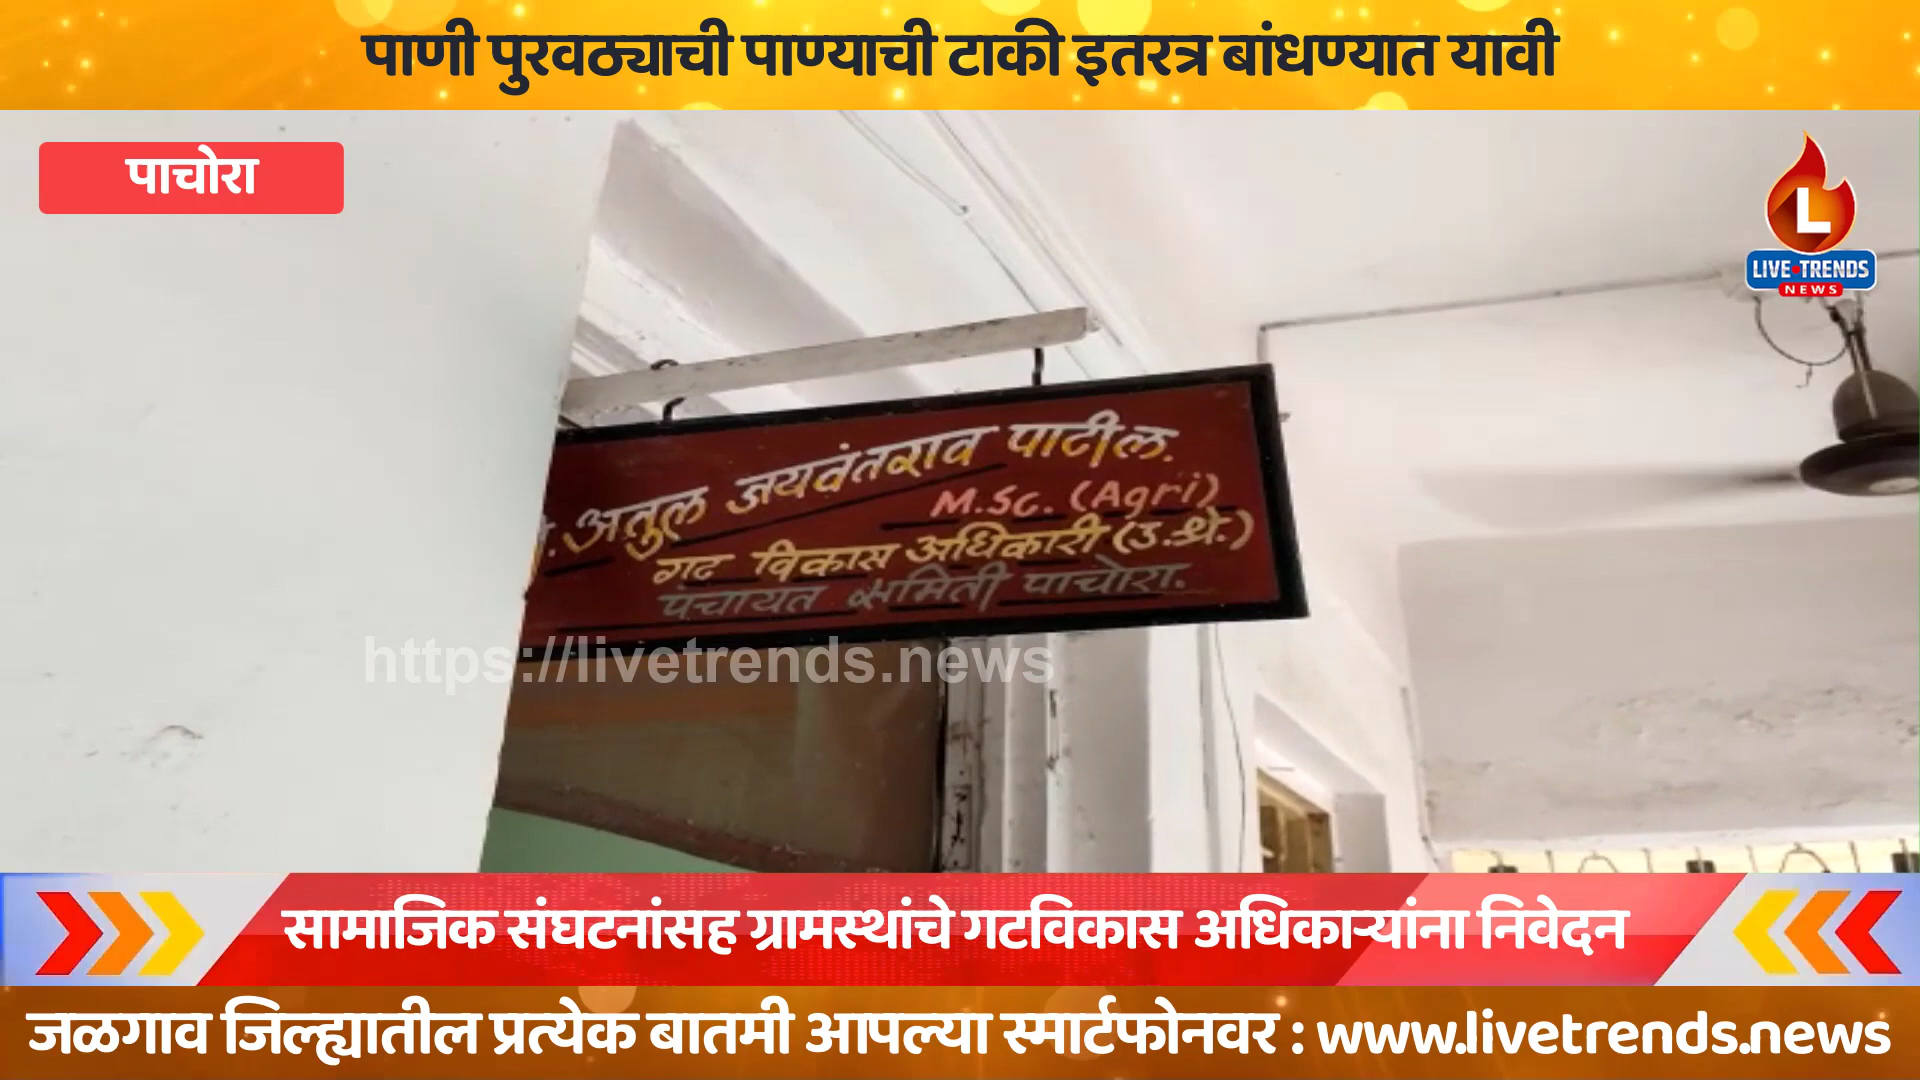 पाणी पुरवठ्याची पाण्याची टाकी इतरत्र बांधण्यात यावी
पाचोरा
L
LIVE•TRENDS
NEWS
अतुल जयवंतराव पाटील.
M.Sc. (Agri)
गट विकास अधिकारी (उ.श्रे.)
पंचायत समिती पाचोरा.
https://livetrends.news
सामाजिक संघटनांसह ग्रामस्थांचे गटविकास अधिकाऱ्यांना निवेदन
जळगाव जिल्ह्यातील प्रत्येक बातमी आपल्या स्मार्टफोनवर : www.livetrends.news